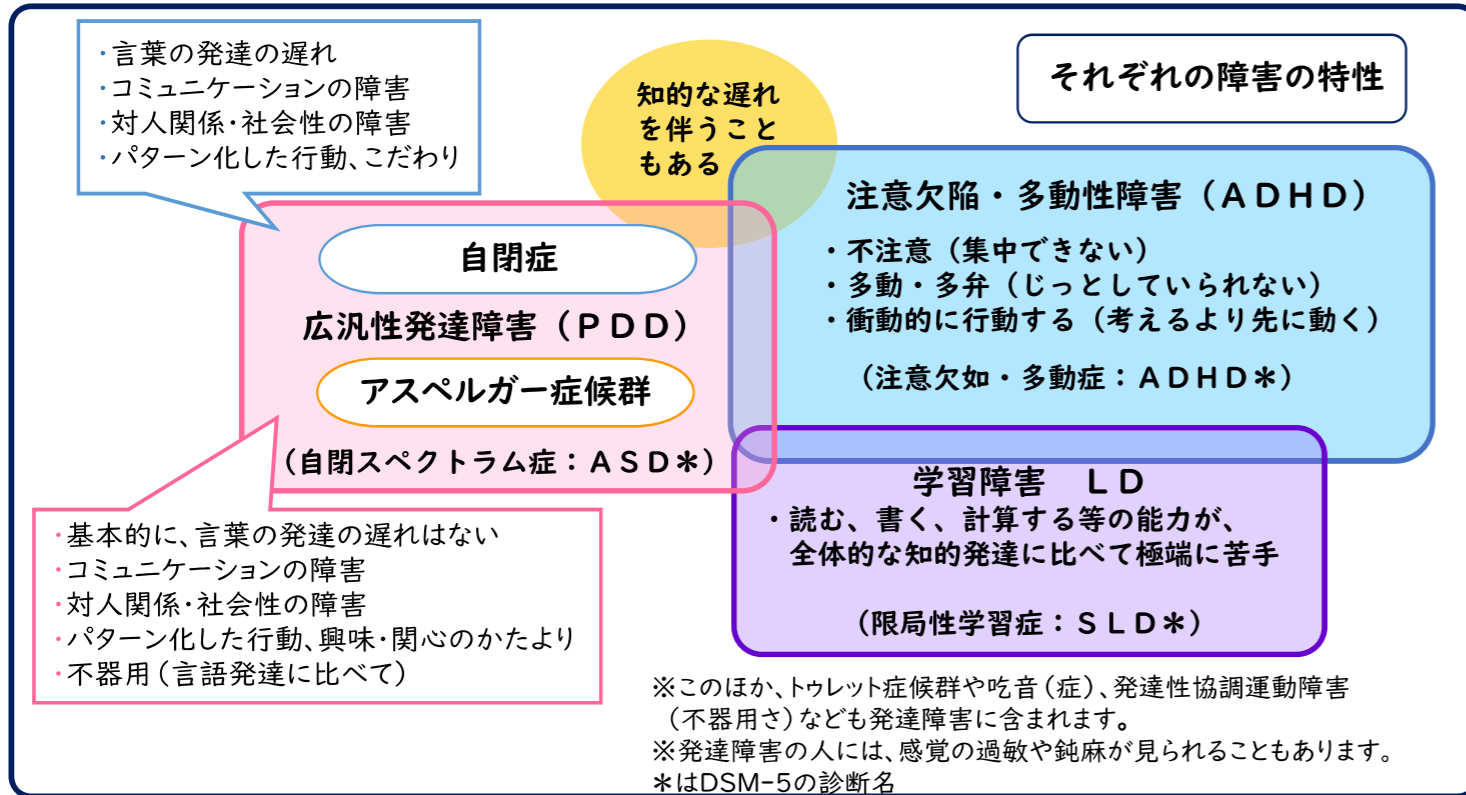 それぞれの障害の特性
・言葉の発達の遅れ
・コミュニケーションの障害
・対人関係・社会性の障害
・パターン化した行動、こだわり
知的な遅れ
を伴うこと
もある
自閉症
広汎性発達障害（ＰＤＤ）
アスペルガー症候群
（自閉スペクトラム症：ＡＳＤ＊）
注意欠陥・多動性障害（ＡＤＨＤ）
・不注意（集中できない）
・多動・多弁（じっとしていられない）
・衝動的に行動する（考えるより先に動く）
（注意欠如・多動症：ＡＤＨＤ＊）
学習障害　ＬＤ
・読む、書く、計算する等の能力が、
全体的な知的発達に比べて極端に苦手
（限局性学習症：ＳＬＤ＊）
・基本的に、言葉の発達の遅れはない
・コミュニケーションの障害
・対人関係・社会性の障害
・パターン化した行動、興味・関心のかたより
・不器用（言語発達に比べて）
※このほか、トゥレット症候群や吃音（症）、発達性協調運動障害
（不器用さ）なども発達障害に含まれます。
※発達障害の人には、感覚の過敏や鈍麻が見られることもあります。
＊はDSM-5の診断名